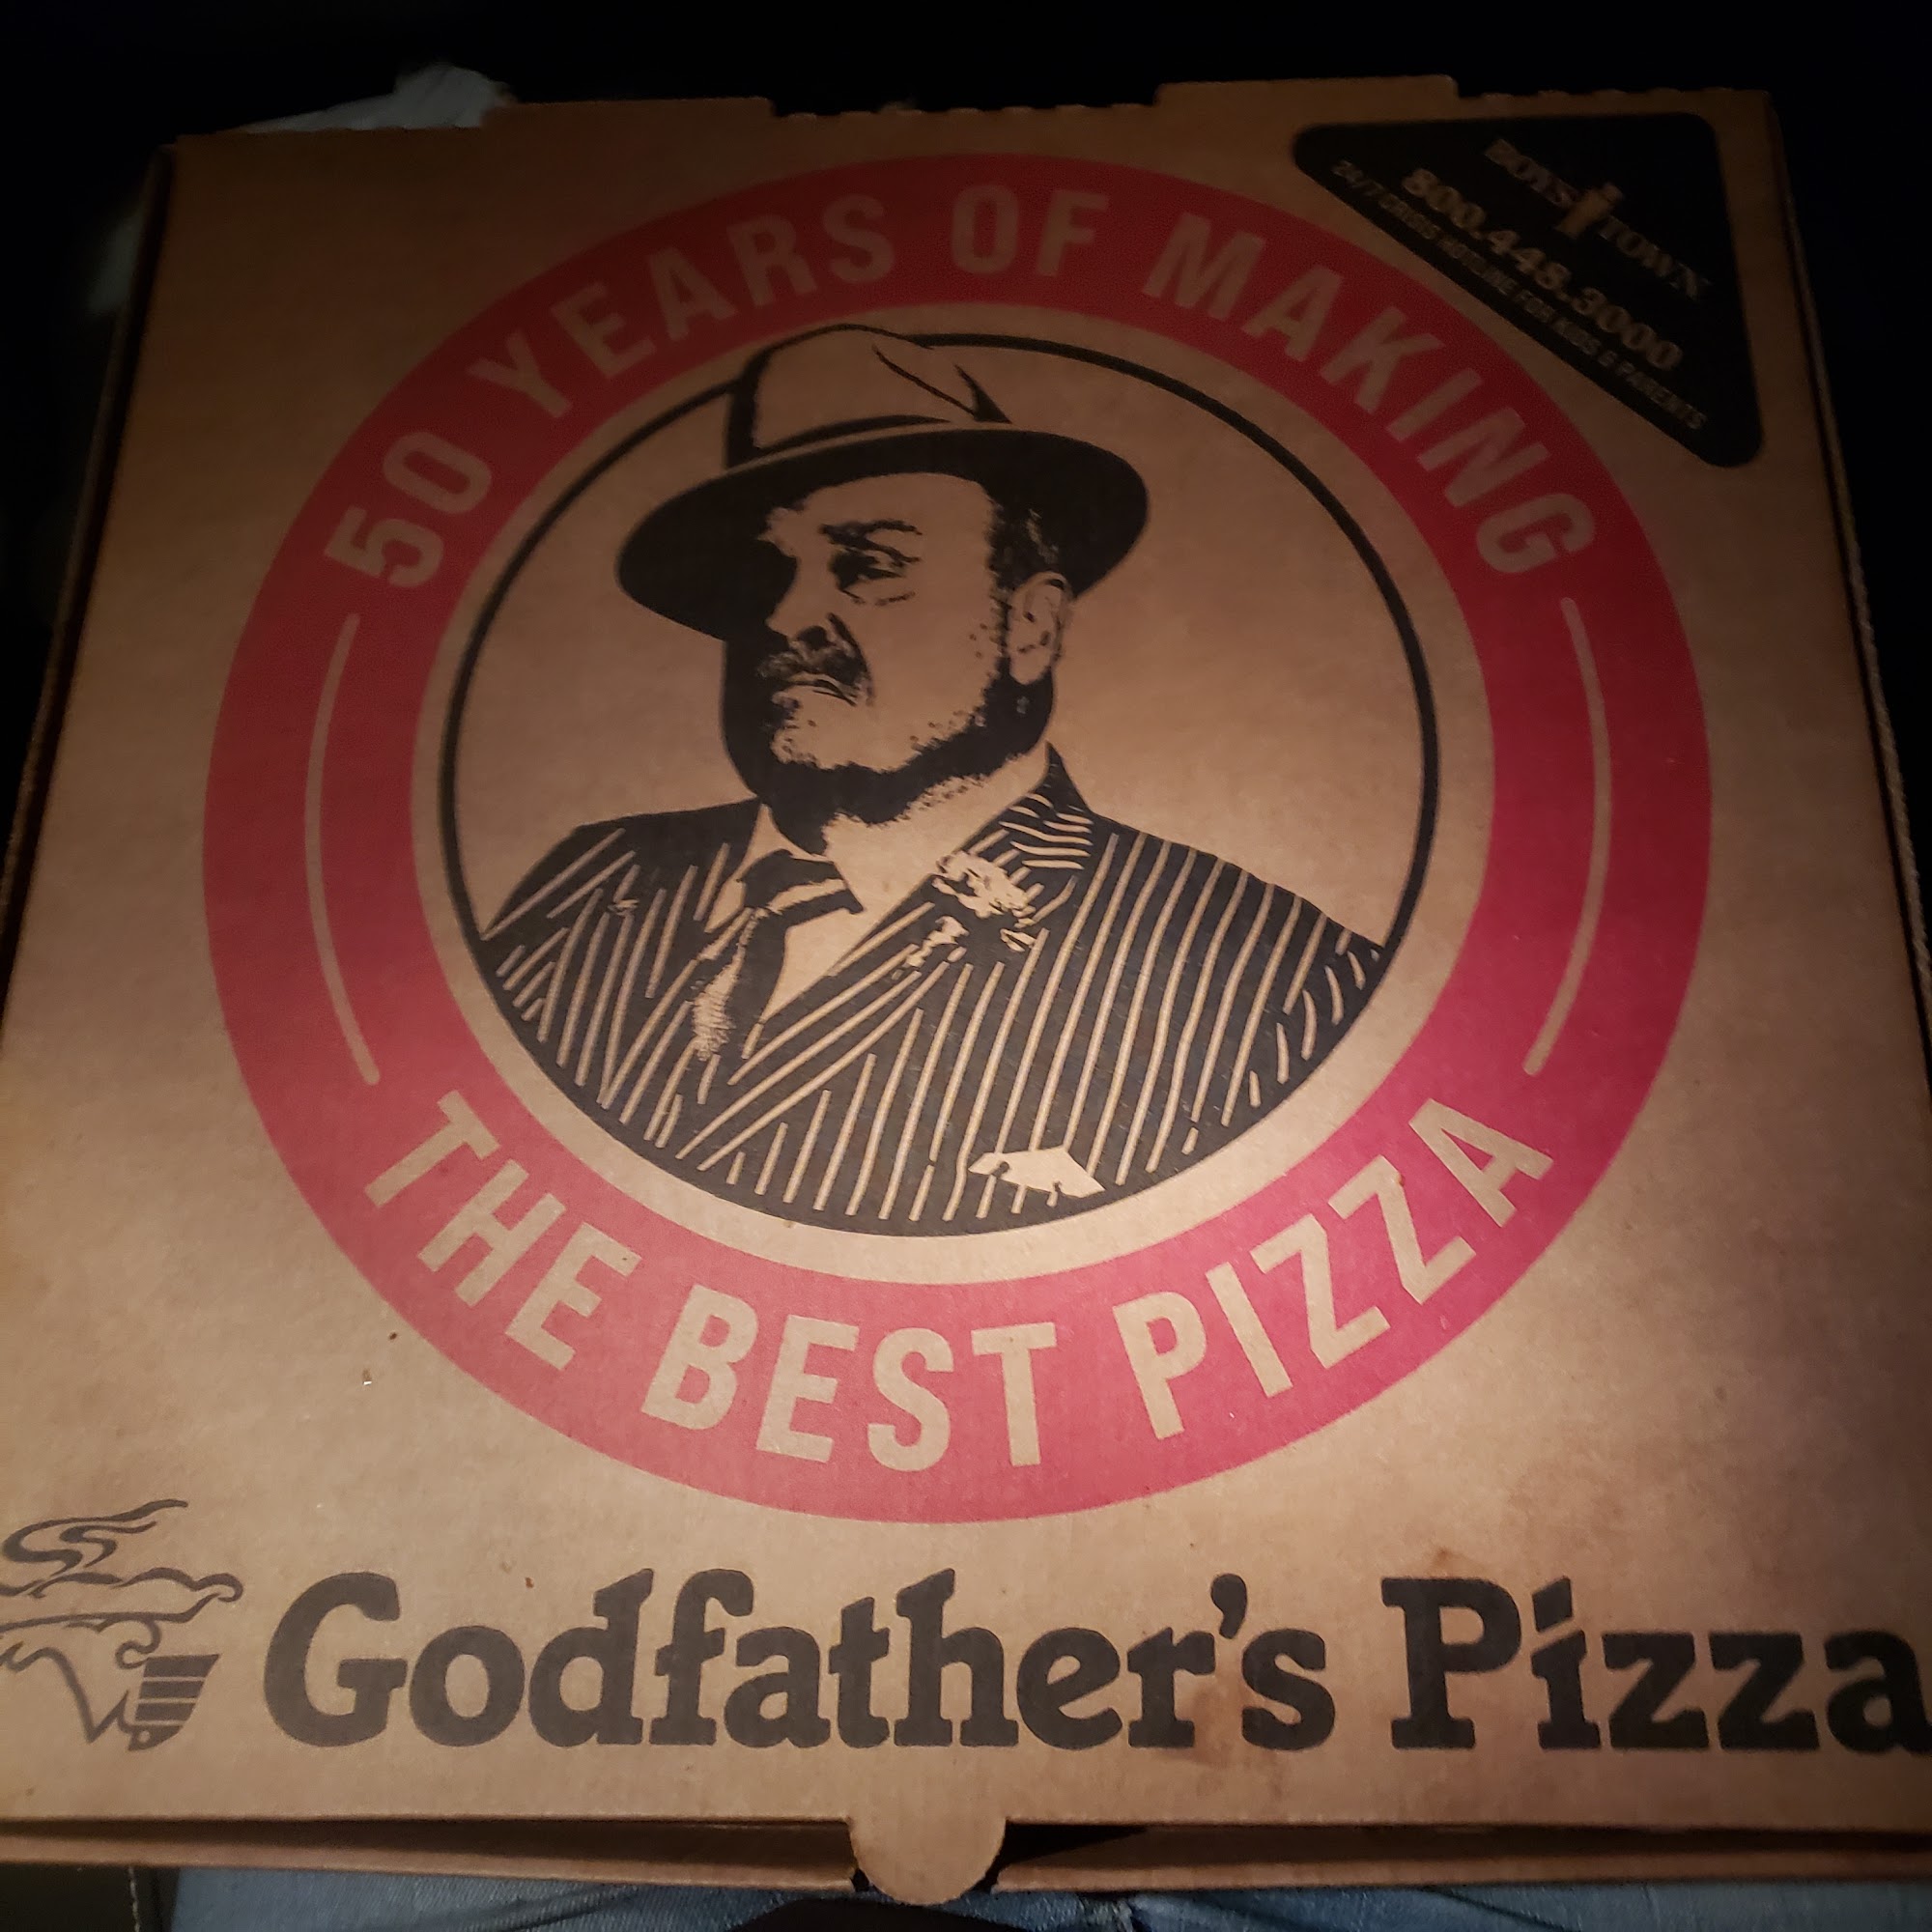 BOYS TOWN
800.448.3000
24/7 CRISIS HOTLINE FOR KIDS & PARENTS
50 YEARS OF MAKING
THE BEST PIZZA
Godfather's Pizza